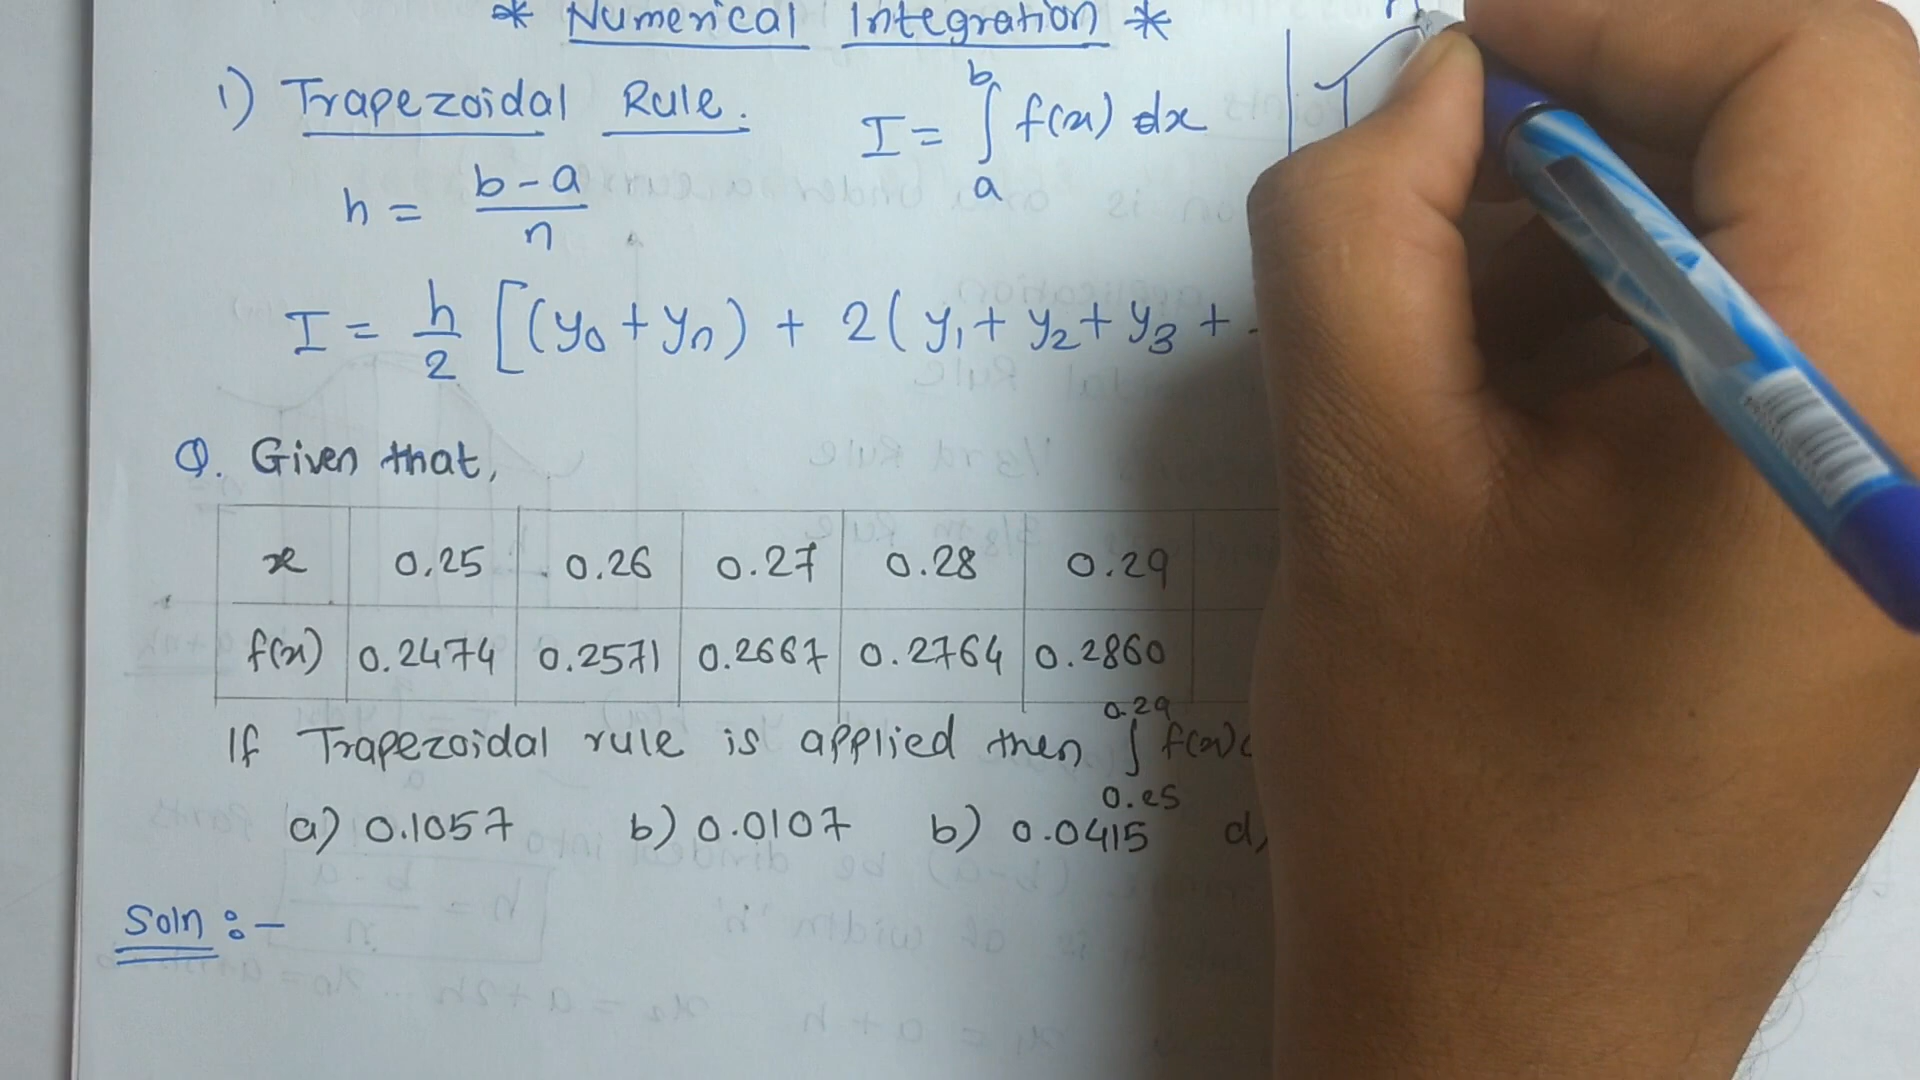 * Numerical Integration *
1) Trapezoidal Rule. I = ∫ₐᵇ f(x) dx
h = (b-a)/n
I = h/2 [(y₀ + yₙ) + 2(y₁ + y₂ + y₃ +
Q. Given that,
x 0.25 0.26 0.27 0.28 0.29
f(x) 0.2474 0.2571 0.2667 0.2764 0.2860
If Trapezoidal rule is applied then ∫ 0.25 0.29 f(x)
a) 0.1057 b) 0.0107 b) 0.0415 d)
Soln :-